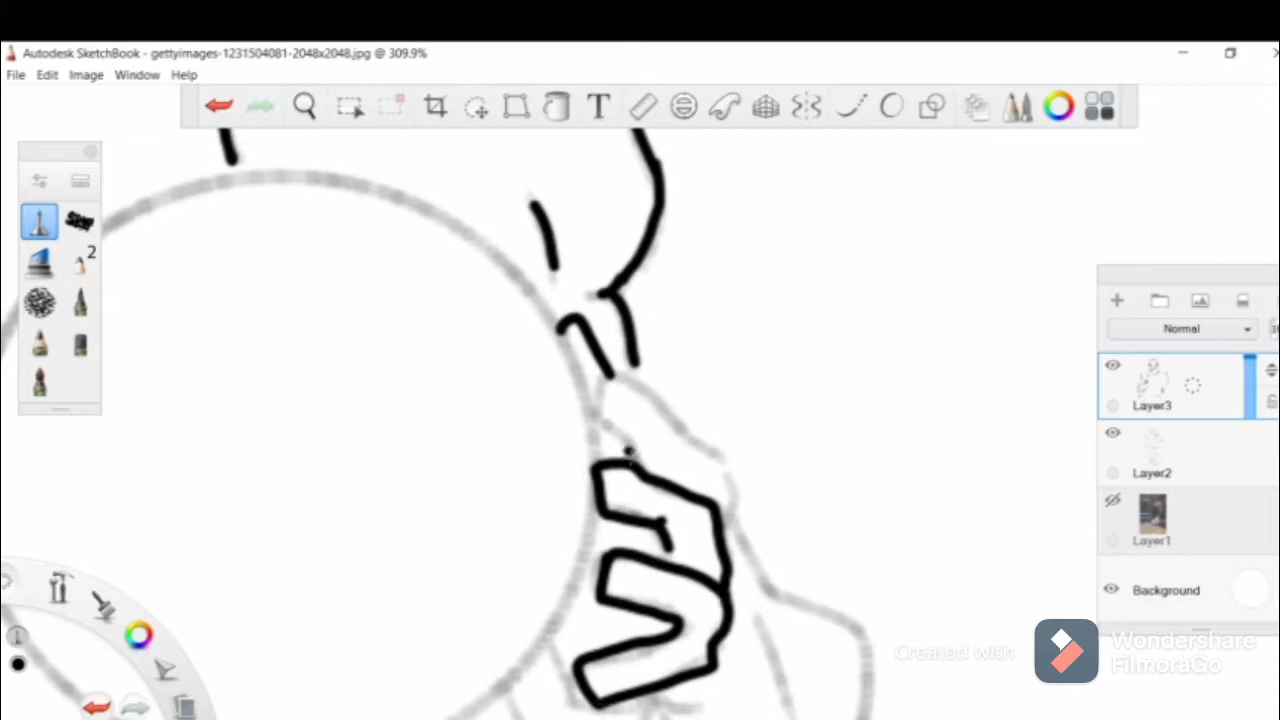 Autodesk SketchBook - gettyimages-1231504081-2048x2048.jpg @ 309.9%
File Edit Image Window Help
T
2
Normal
Layer3
Layer2
Layer1
Background
Created with
Wondershare
FilmoraGo